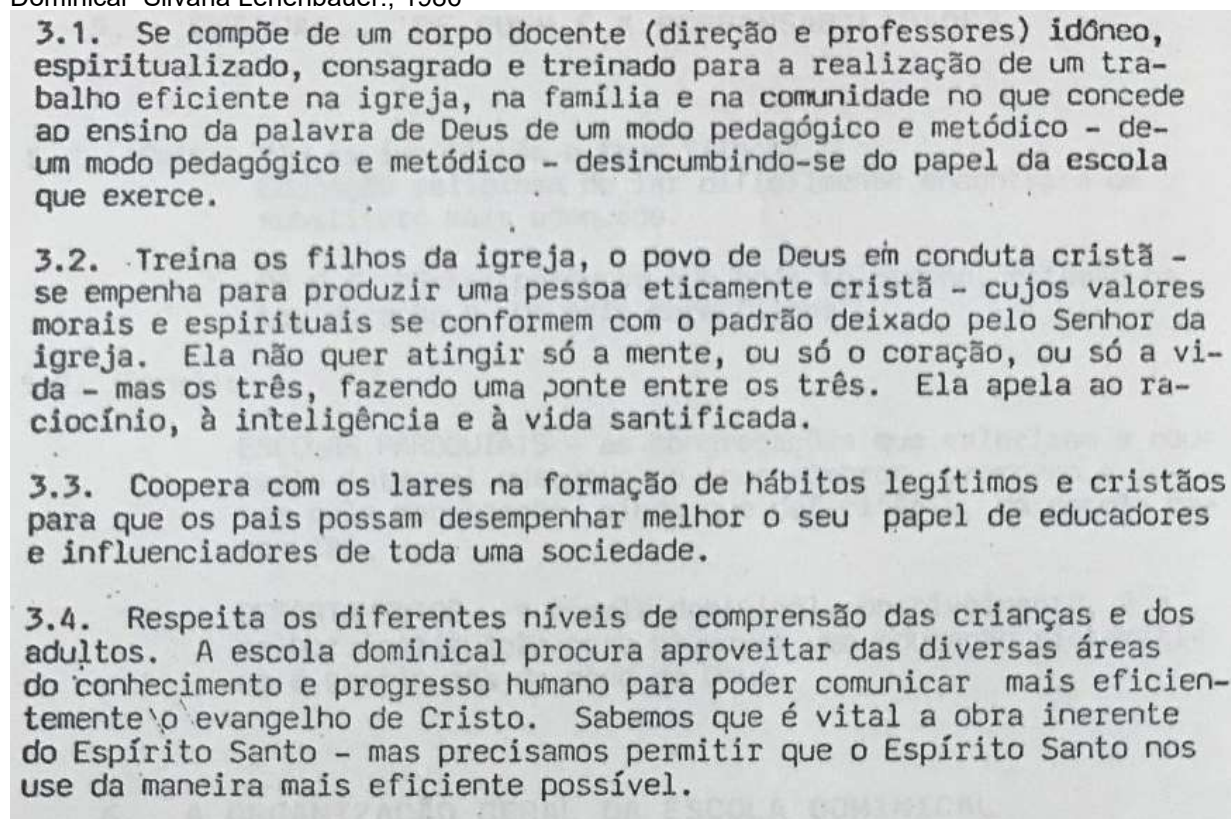 Dominical" Silvana Lehenbauer., 1986
3.1. Se compõe de um corpo docente (direção e professores) idôneo,
espiritualizado, consagrado e treinado para a realização de um tra-
balho eficiente na igreja, na família e na comunidade no que concede
ao ensino da palavra de Deus de um modo pedagógico e metódico - de-
um modo pedagógico e metódico - desincumbindo-se do papel da escola
que exerce.
3.2. Treina os filhos da igreja, o povo de Deus em conduta cristã -
se empenha para produzir uma pessoa eticamente cristã - cujos valores
morais e espirituais se conformem com o padrão deixado pelo Senhor da
igreja. Ela não quer atingir só a mente, ou só o coração, ou só a vi-
da - mas os três, fazendo uma ponte entre os três. Ela apela ao ra-
ciocínio, à inteligência e à vida santificada.
3.3. Coopera com os lares na formação de hábitos legítimos e cristãos
para que os pais possam desempenhar melhor o seu papel de educadores
e influenciadores de toda uma sociedade.
3.4. Respeita os diferentes níveis de comprensão das crianças e dos
adultos. A escola dominical procura aproveitar das diversas áreas
do conhecimento e progresso humano para poder comunicar mais eficien-
temente o evangelho de Cristo. Sabemos que é vital a obra inerente
do Espírito Santo - mas precisamos permitir que o Espírito Santo nos
use da maneira mais eficiente possível.